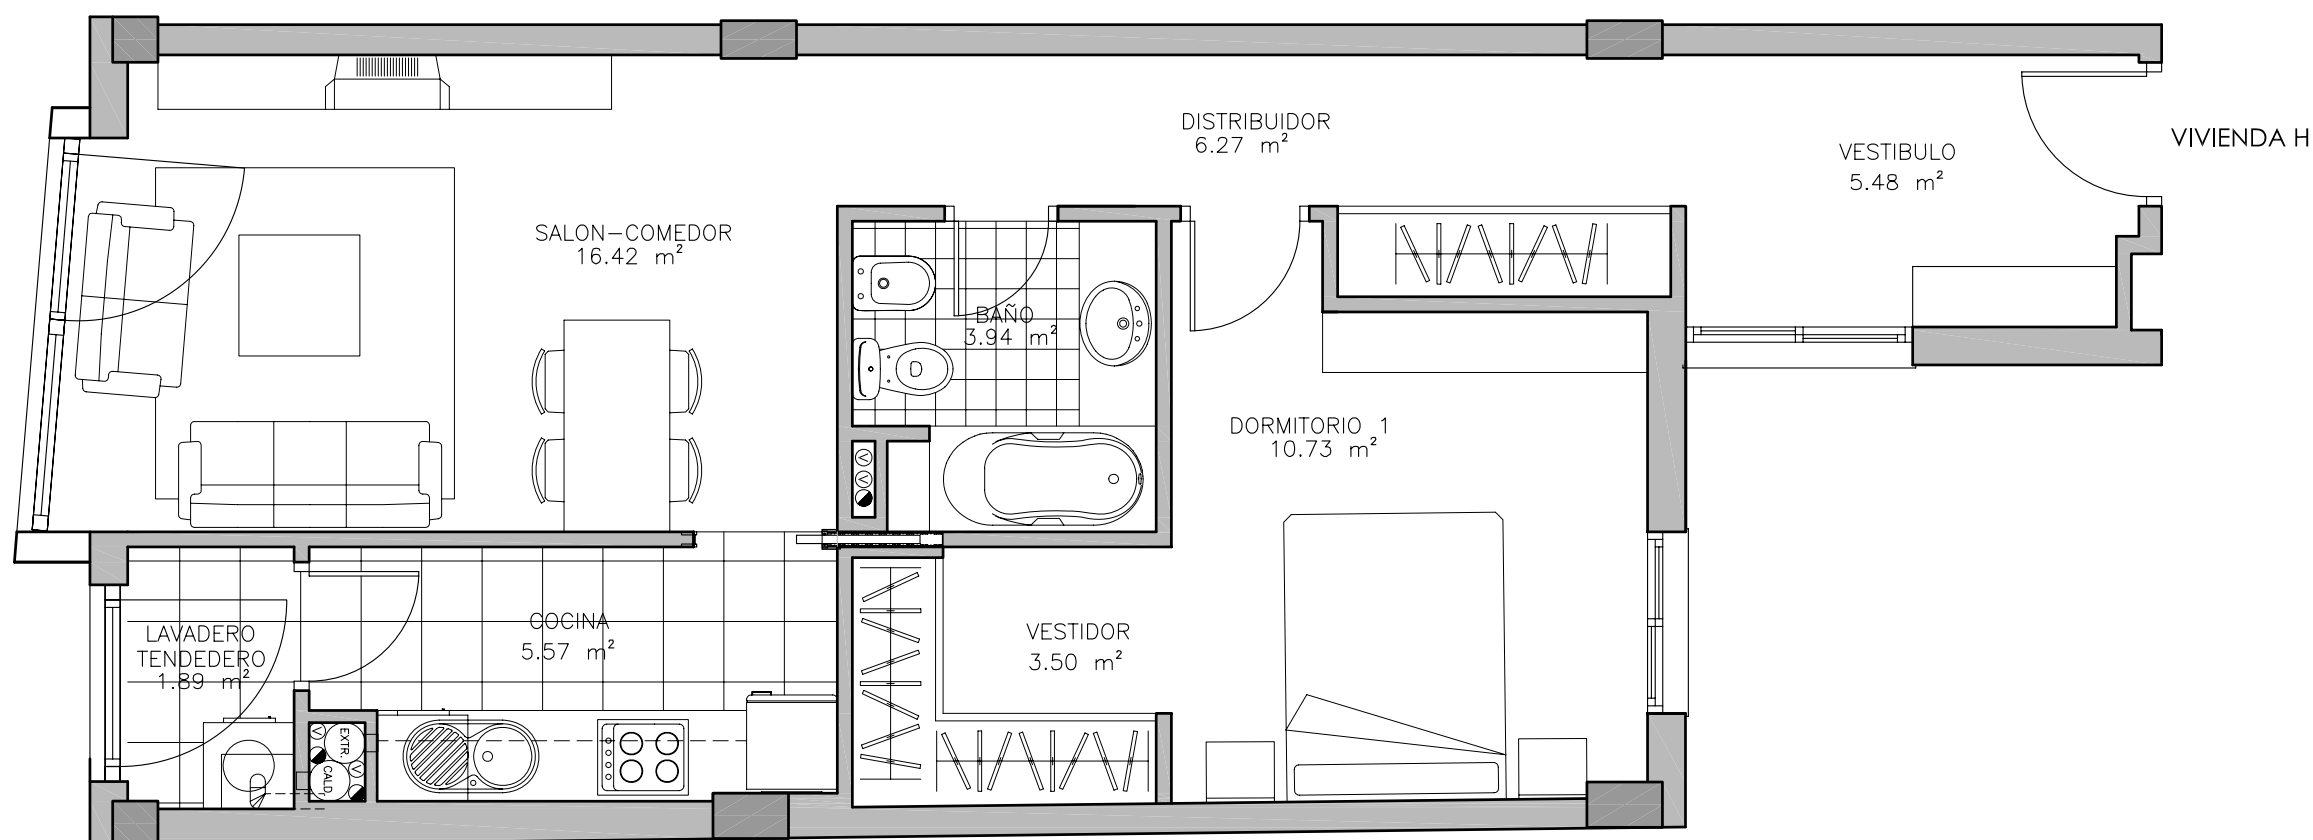 DISTRIBUIDOR
6.27 m²
VIVIENDA H
VESTIBULO
5.48 m²
SALON-COMEDOR
16.42 m²
BAÑO
3.94 m²
DORMITORIO 1
10.73 m²
V
V
COCINA
5.57 m²
LAVADERO
TENDEDERO
1.89 m²
VESTIDOR
3.50 m²
V
EXTR.
V
CALD.